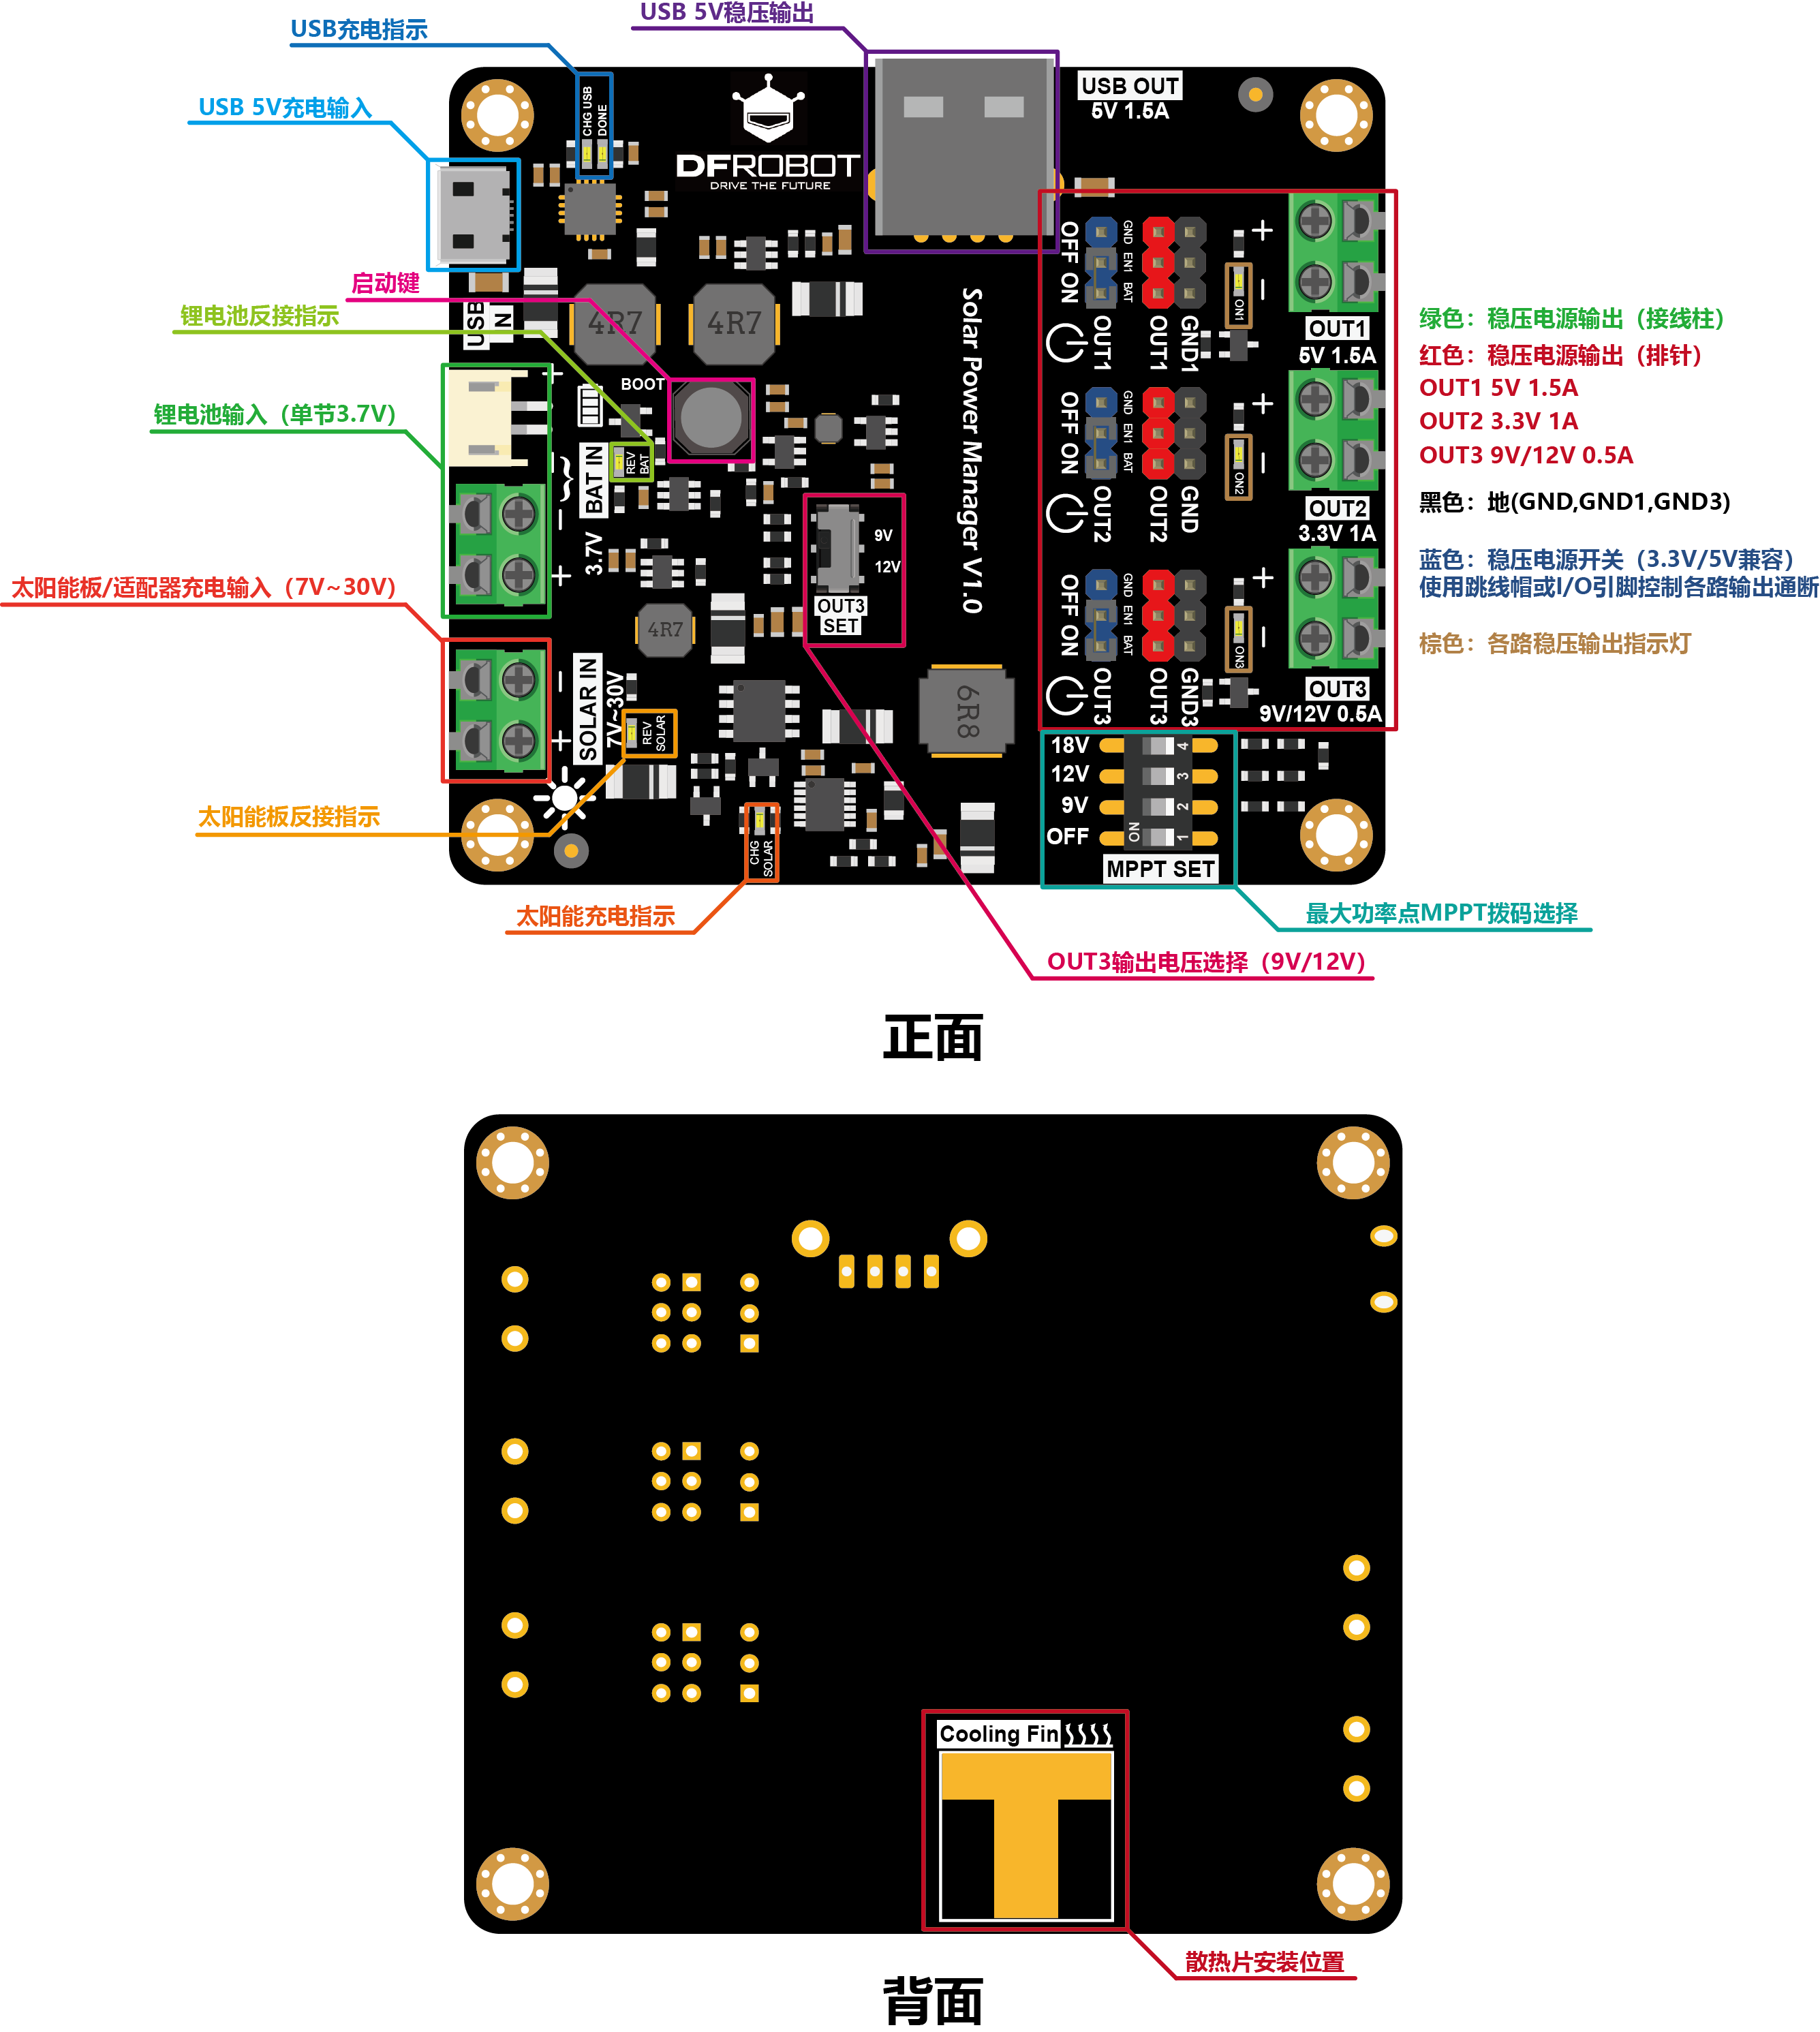 USB 5V稳压输出
USB充电指示
USB 5V充电输入
启动键
锂电池反接指示
锂电池输入（单节3.7V）
太阳能板/适配器充电输入（7V~30V）
太阳能板反接指示
太阳能充电指示
CHG USB
DONE
DFROBOT
DRIVE THE FUTURE
USB OUT
5V 1.5A
USB
IN
4R7
4R7
BOOT
REV
BAT
BAT IN
3.7V
Solar Power Manager V1.0
9V
12V
OUT3
SET
4R7
6R8
SOLAR IN
7V~30V
REV
SOLAR
CHG
SOLAR
OFF ON
GND
EN1
BAT
OUT1
OUT1
GND1
ON1
+
−
OUT1
5V 1.5A
OFF ON
GND
EN1
BAT
OUT2
OUT2
GND
ON2
+
−
OUT2
3.3V 1A
OFF ON
GND
EN1
BAT
OUT3
OUT3
GND3
ON3
+
−
OUT3
9V/12V 0.5A
18V
4
12V
3
9V
2
OFF
ON
1
MPPT SET
绿色：稳压电源输出（接线柱）
红色：稳压电源输出（排针）
OUT1 5V 1.5A
OUT2 3.3V 1A
OUT3 9V/12V 0.5A
黑色：地(GND,GND1,GND3)
蓝色：稳压电源开关（3.3V/5V兼容）
使用跳线帽或I/O引脚控制各路输出通断
棕色：各路稳压输出指示灯
最大功率点MPPT拨码选择
OUT3输出电压选择（9V/12V）
正面
Cooling Fin
散热片安装位置
背面